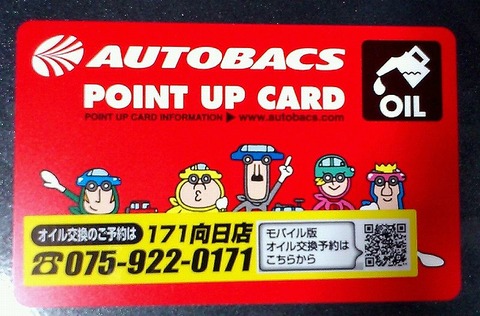 AUTOBACS
POINT UP CARD
POINT UP CARD INFORMATION ▶ www.autobacs.com
OIL
オイル交換のご予約は 171向日店
☎075-922-0171
モバイル版
オイル交換予約は
こちらから